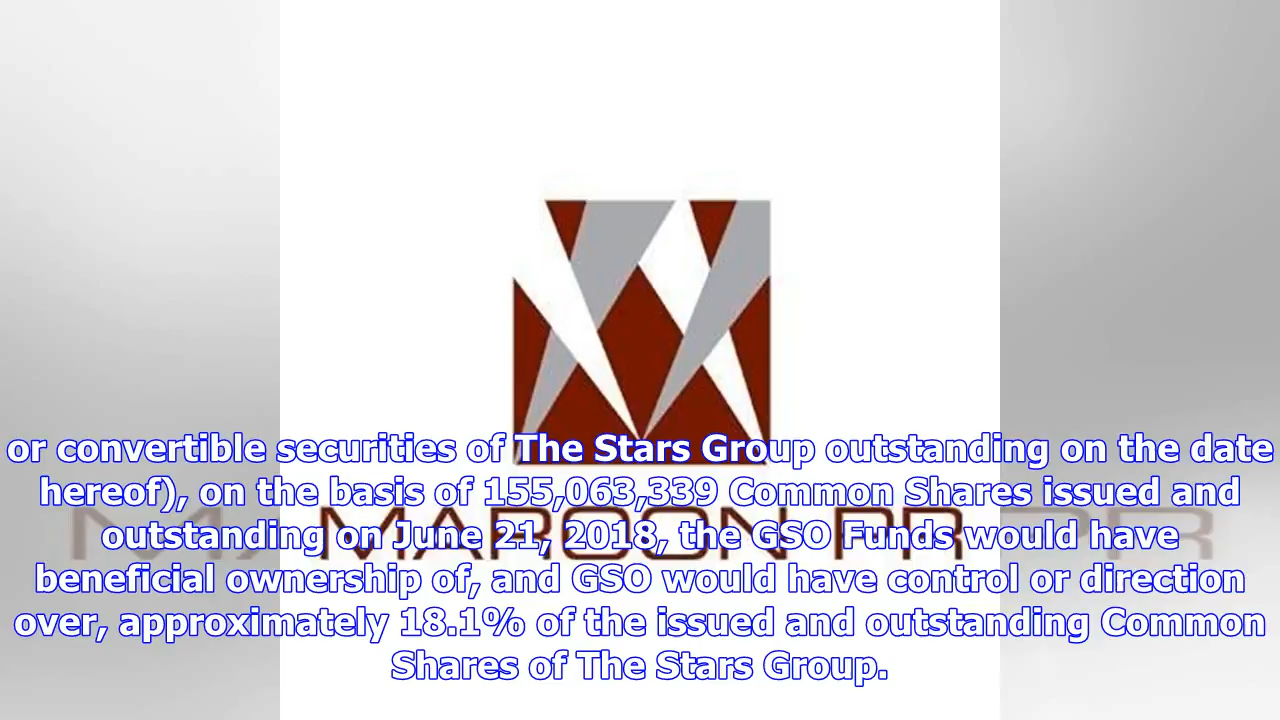 or convertible securities of The Stars Group outstanding on the date
hereof), on the basis of 155,063,339 Common Shares issued and
outstanding on June 21, 2018, the GSO Funds would have
beneficial ownership of, and GSO would have control or direction
over, approximately 18.1% of the issued and outstanding Common
Shares of The Stars Group.
MAROON PR